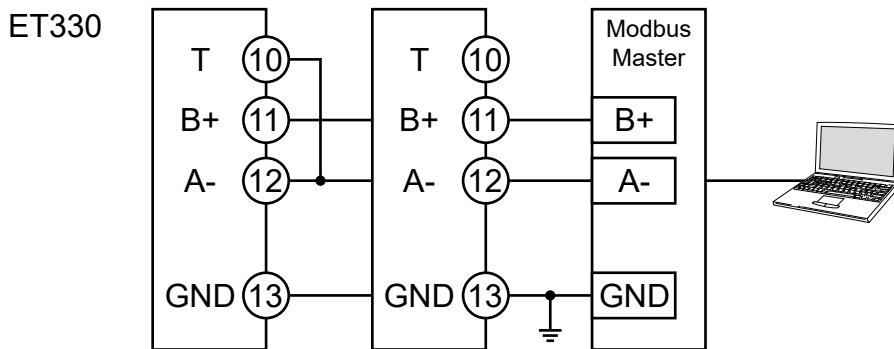 ET330
Modbus
Master
T 10 T 10
B+ 11 B+ 11 B+
A- 12 A- 12 A-
GND 13 GND 13 GND